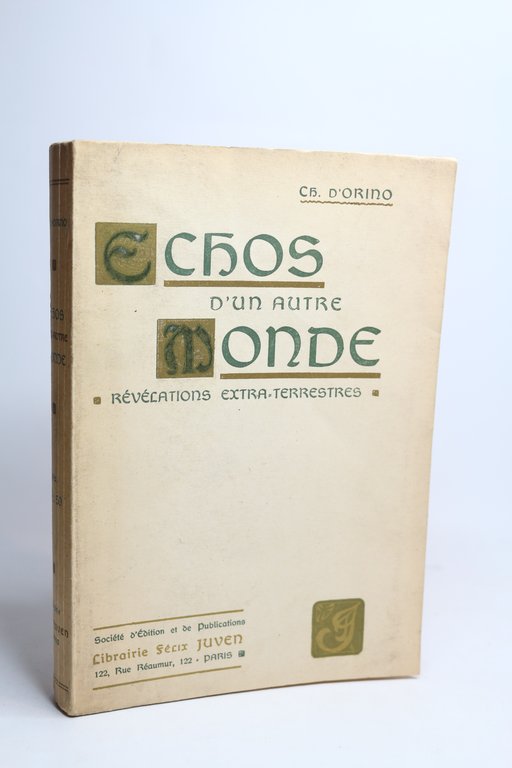 Ch. D'ORINO
ECHOS
D'UN AUTRE
MONDE
RÉVÉLATIONS EXTRA-TERRESTRES
Société d'Édition et de Publications
Librairie FÉLIX JUVEN
122, Rue Réaumur, 122 · PARIS